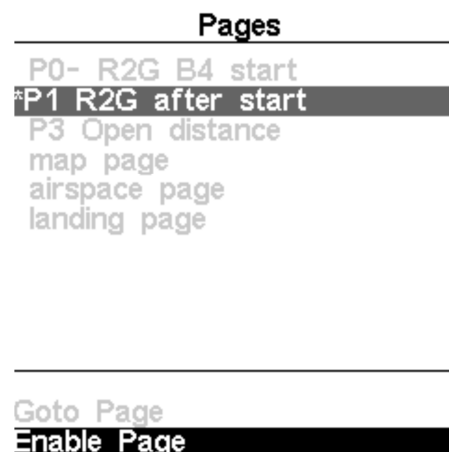 Pages
P0- R2G B4 start
*P1 R2G after start
P3 Open distance
map page
airspace page
landing page
Goto Page
Enable Page